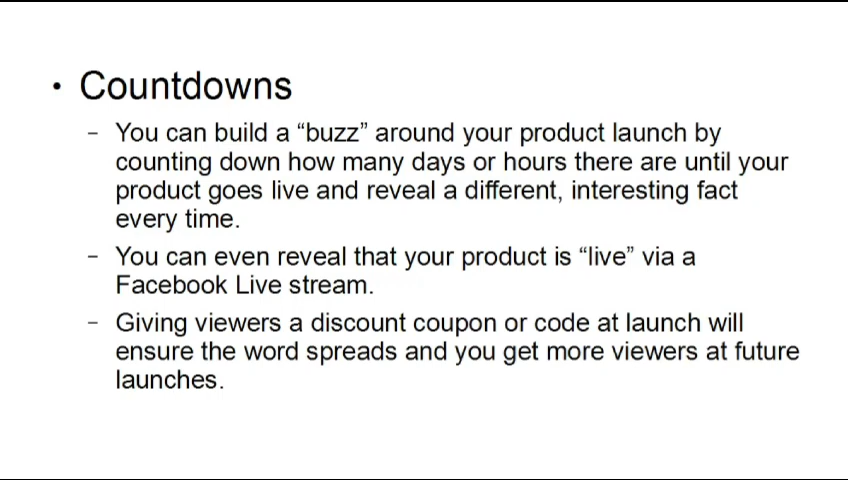 • Countdowns
– You can build a “buzz” around your product launch by
counting down how many days or hours there are until your
product goes live and reveal a different, interesting fact
every time.
– You can even reveal that your product is “live” via a
Facebook Live stream.
– Giving viewers a discount coupon or code at launch will
ensure the word spreads and you get more viewers at future
launches.